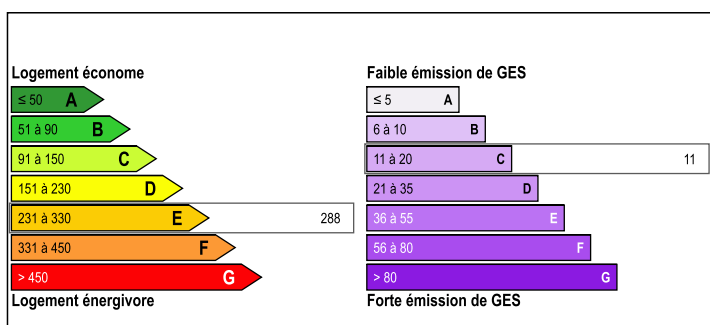 Logement économe
≤ 50 A
51 à 90 B
91 à 150 C
151 à 230 D
231 à 330 E 288
331 à 450 F
> 450 G
Logement énergivore
Faible émission de GES
≤ 5 A
6 à 10 B
11 à 20 C 11
21 à 35 D
36 à 55 E
56 à 80 F
> 80 G
Forte émission de GES